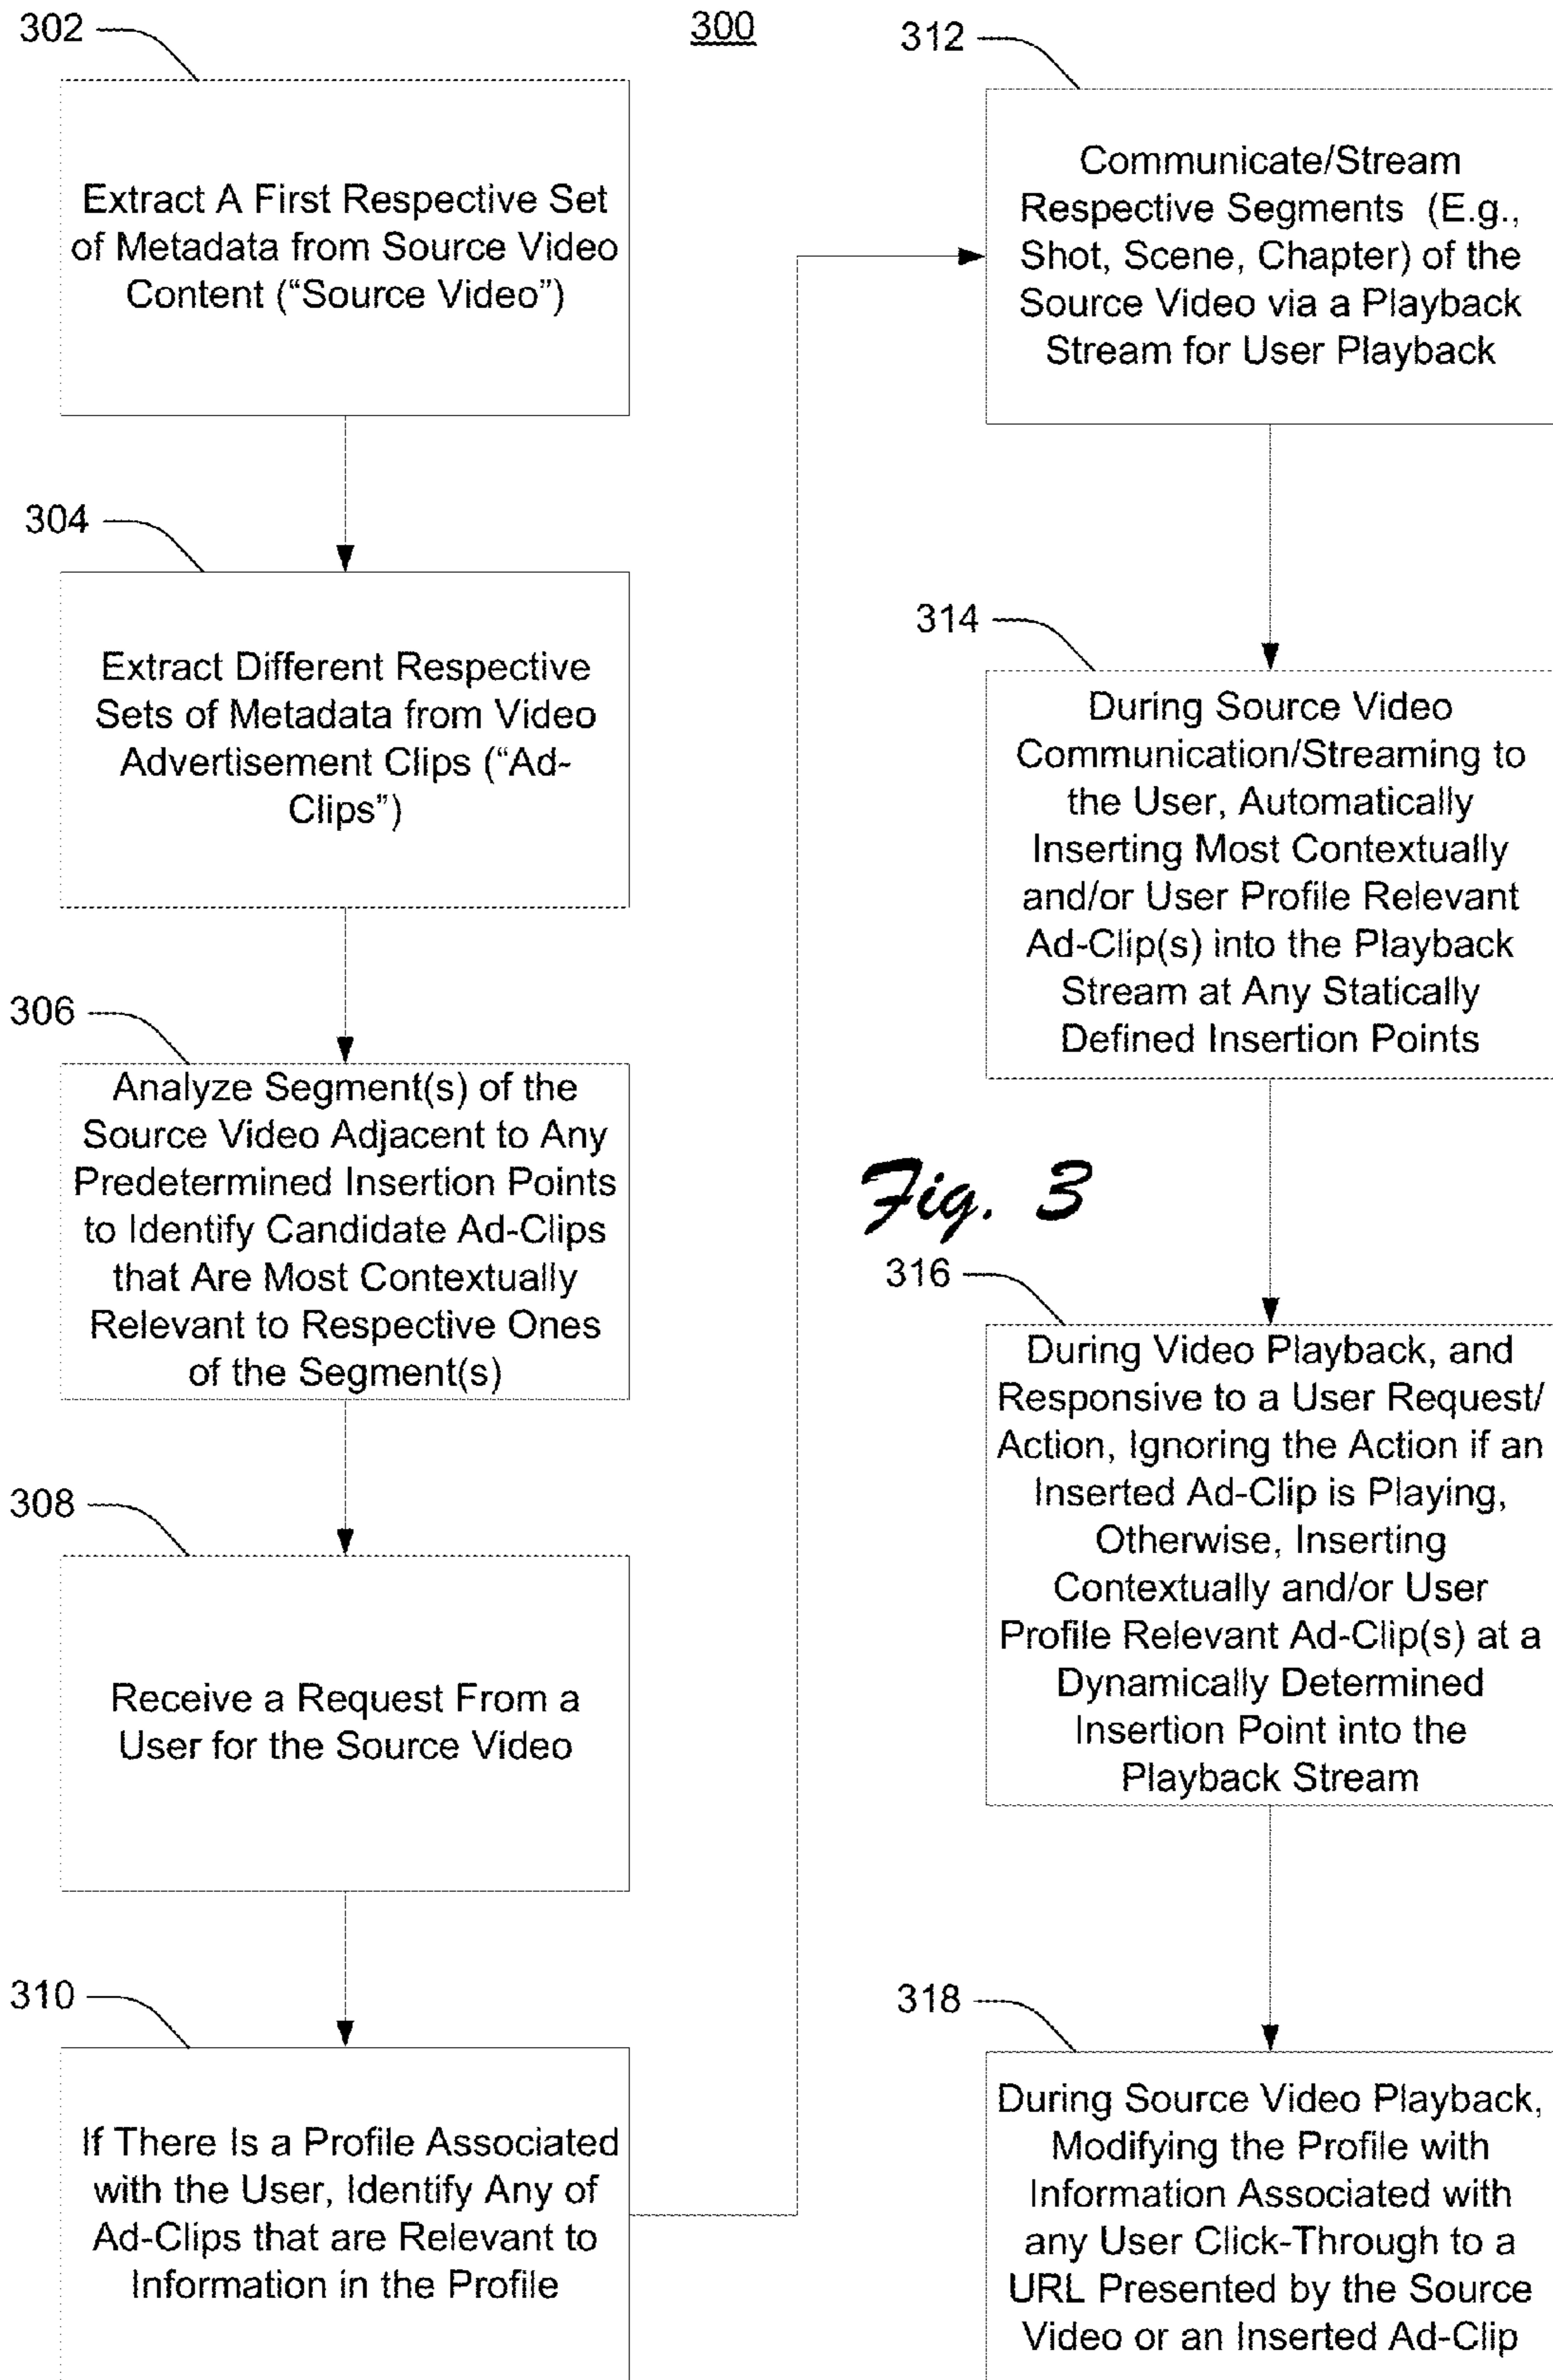 300
302
Extract A First Respective Set
of Metadata from Source Video
Content (“Source Video”)
304
Extract Different Respective
Sets of Metadata from Video
Advertisement Clips (“Ad-
Clips”)
306
Analyze Segment(s) of the
Source Video Adjacent to Any
Predetermined Insertion Points
to Identify Candidate Ad-Clips
that Are Most Contextually
Relevant to Respective Ones
of the Segment(s)
308
Receive a Request From a
User for the Source Video
310
If There Is a Profile Associated
with the User, Identify Any of
Ad-Clips that are Relevant to
Information in the Profile
312
Communicate/Stream
Respective Segments (E.g.,
Shot, Scene, Chapter) of the
Source Video via a Playback
Stream for User Playback
314
During Source Video
Communication/Streaming to
the User, Automatically
Inserting Most Contextually
and/or User Profile Relevant
Ad-Clip(s) into the Playback
Stream at Any Statically
Defined Insertion Points
Fig. 3
316
During Video Playback, and
Responsive to a User Request/
Action, Ignoring the Action if an
Inserted Ad-Clip is Playing,
Otherwise, Inserting
Contextually and/or User
Profile Relevant Ad-Clip(s) at a
Dynamically Determined
Insertion Point into the
Playback Stream
318
During Source Video Playback,
Modifying the Profile with
Information Associated with
any User Click-Through to a
URL Presented by the Source
Video or an Inserted Ad-Clip